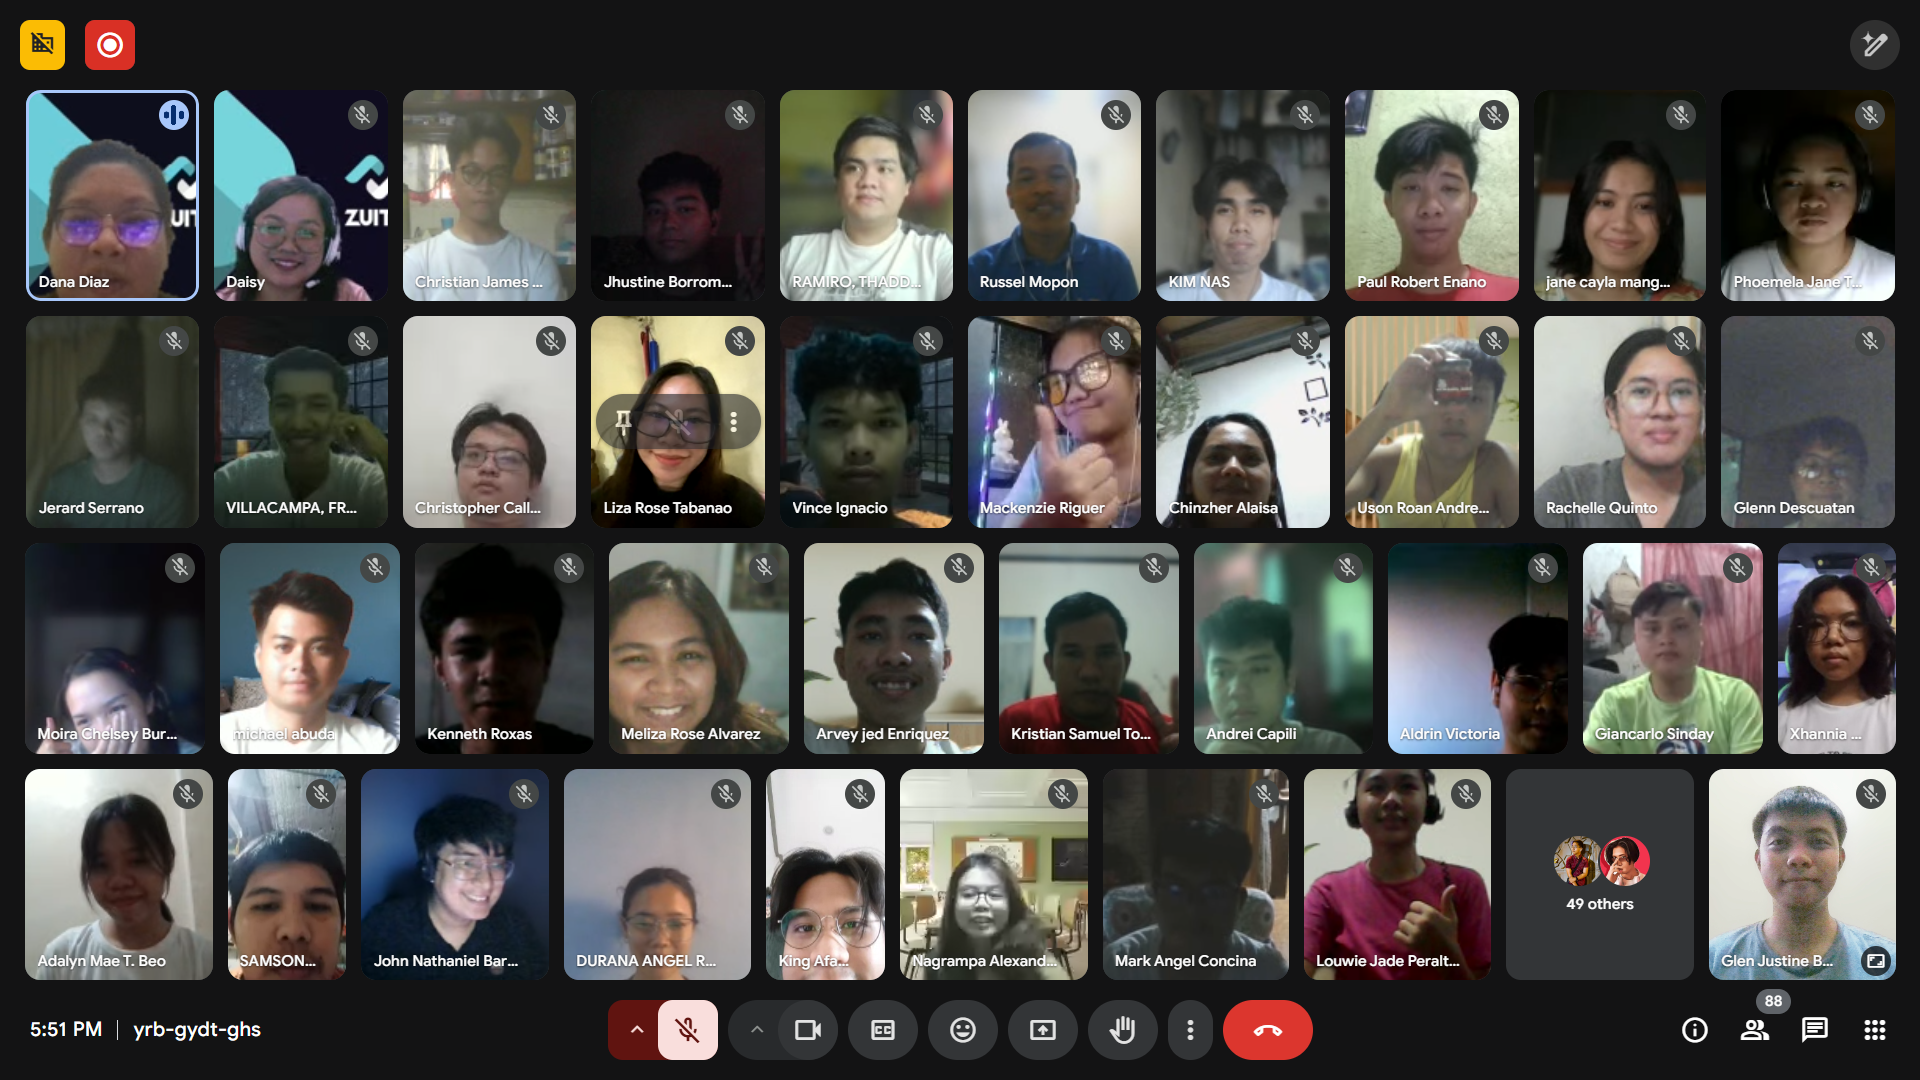 ZUIT
Dana Diaz
Daisy
Christian James ...
Jhustine Borrom...
RAMIRO, THADD...
Russel Mopon
KIM NAS
Paul Robert Enano
jane cayla mang...
Phoemela Jane T...
Jerard Serrano
VILLACAMPA, FR...
Christopher Call...
Liza Rose Tabanao
Vince Ignacio
Mackenzie Riguer
Chinzher Alaisa
Uson Roan Andre...
Rachelle Quinto
Glenn Descuatan
Moira Chelsey Bur...
michael abuda
Kenneth Roxas
Meliza Rose Alvarez
Arvey jed Enriquez
Kristian Samuel To...
Andrei Capili
Aldrin Victoria
Giancarlo Sinday
Xhannia ...
Adalyn Mae T. Beo
SAMSON...
John Nathaniel Bar...
DURANA ANGEL R...
King Afa...
Nagrampa Alexand...
Mark Angel Concina
Louwie Jade Peralt...
49 others
Glen Justine B...
5:51 PM | yrb-gydt-ghs
CC
88